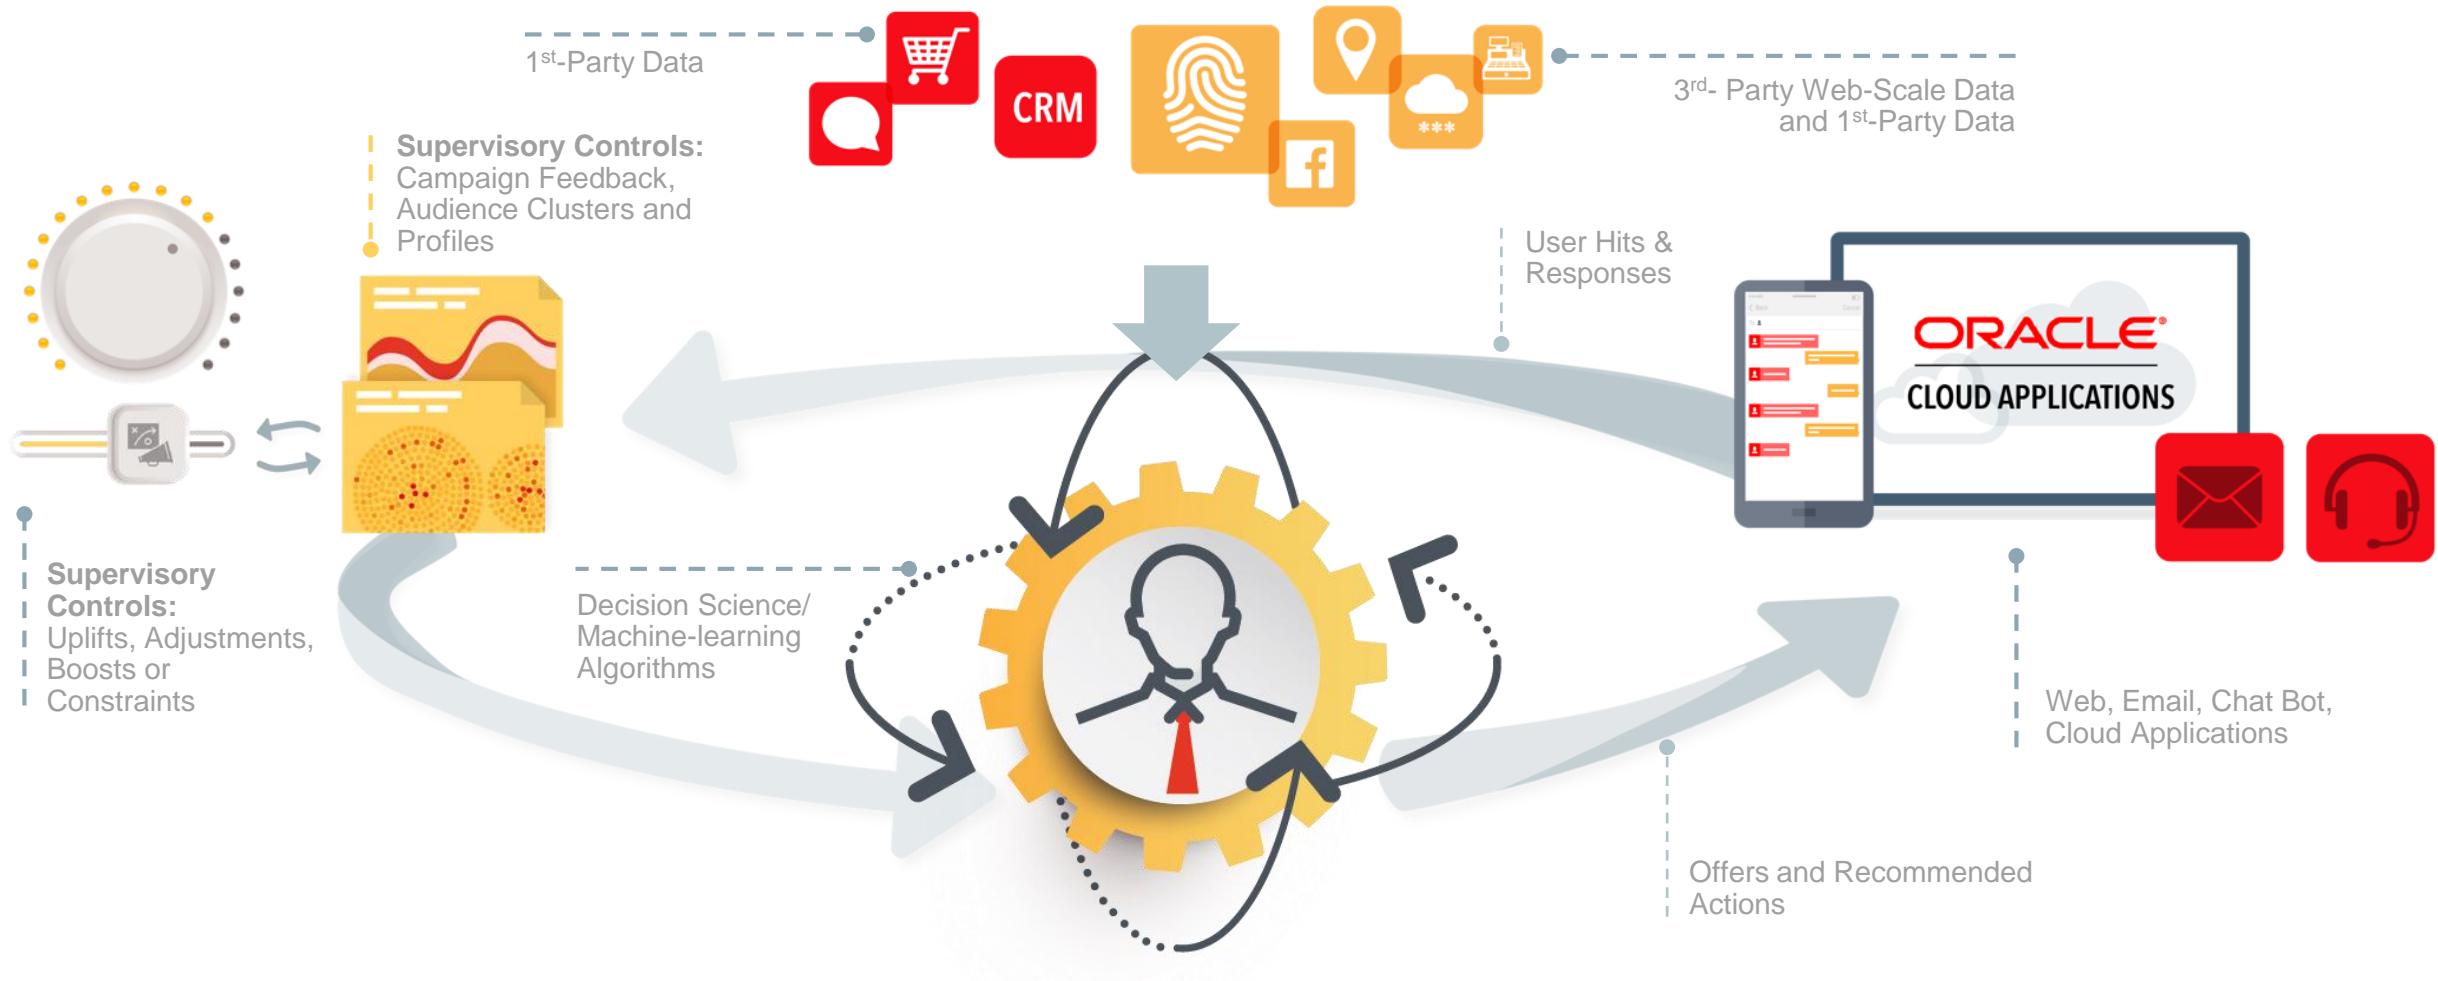 1st-Party Data
CRM
***
3rd- Party Web-Scale Data
and 1st-Party Data
Supervisory Controls:
Campaign Feedback,
Audience Clusters and
Profiles
User Hits &
Responses
ORACLE®
CLOUD APPLICATIONS
Supervisory
Controls:
Uplifts, Adjustments,
Boosts or
Constraints
Decision Science/
Machine-learning
Algorithms
Web, Email, Chat Bot,
Cloud Applications
Offers and Recommended
Actions